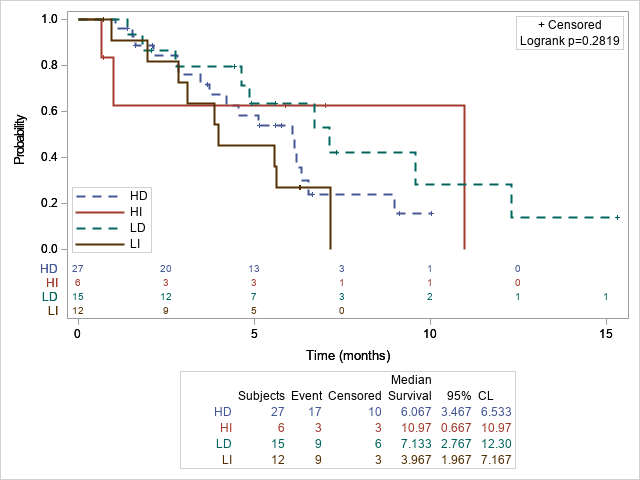 1.0
0.8
0.6
0.4
0.2
0.0
Probability
+ Censored
Logrank p=0.2819
HD
HI
LD
LI
HD 27 20 13 3 1 0
HI 6 3 3 1 1 0
LD 15 12 7 3 2 1 1
LI 12 9 5 0
0 5 10 15
Time (months)
Median
Subjects Event Censored Survival 95% CL
HD 27 17 10 6.067 3.467 6.533
HI 6 3 3 10.97 0.667 10.97
LD 15 9 6 7.133 2.767 12.30
LI 12 9 3 3.967 1.967 7.167